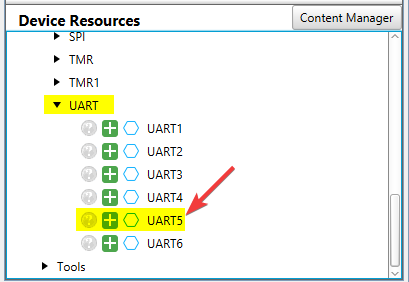 Device Resources
Content Manager
SPI
TMR
TMR1
UART
UART1
UART2
UART3
UART4
UART5
UART6
Tools